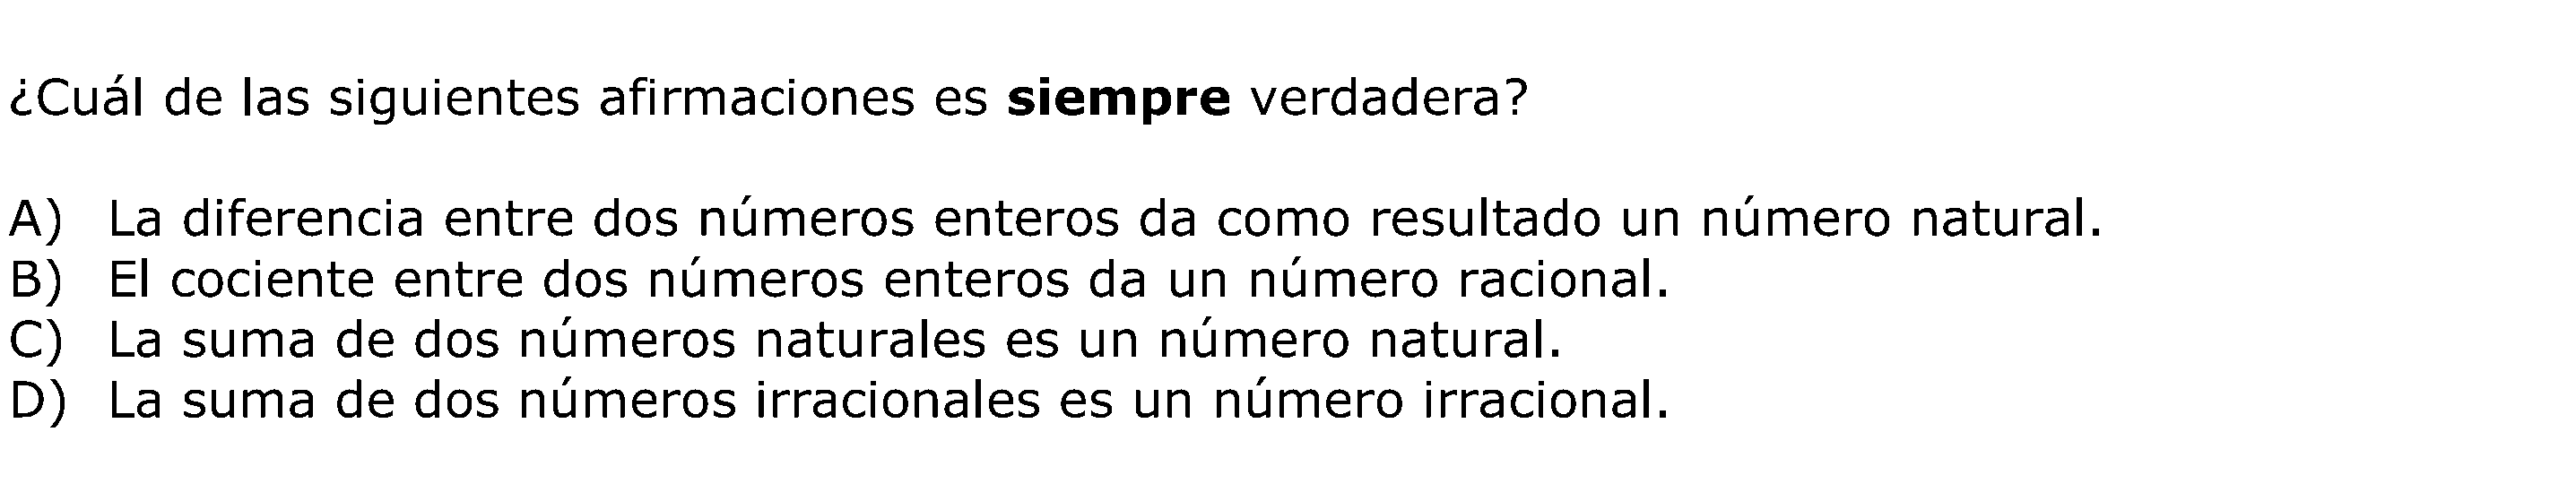 ¿Cuál de las siguientes afirmaciones es siempre verdadera?
A) La diferencia entre dos números enteros da como resultado un número natural.
B) El cociente entre dos números enteros da un número racional.
C) La suma de dos números naturales es un número natural.
D) La suma de dos números irracionales es un número irracional.